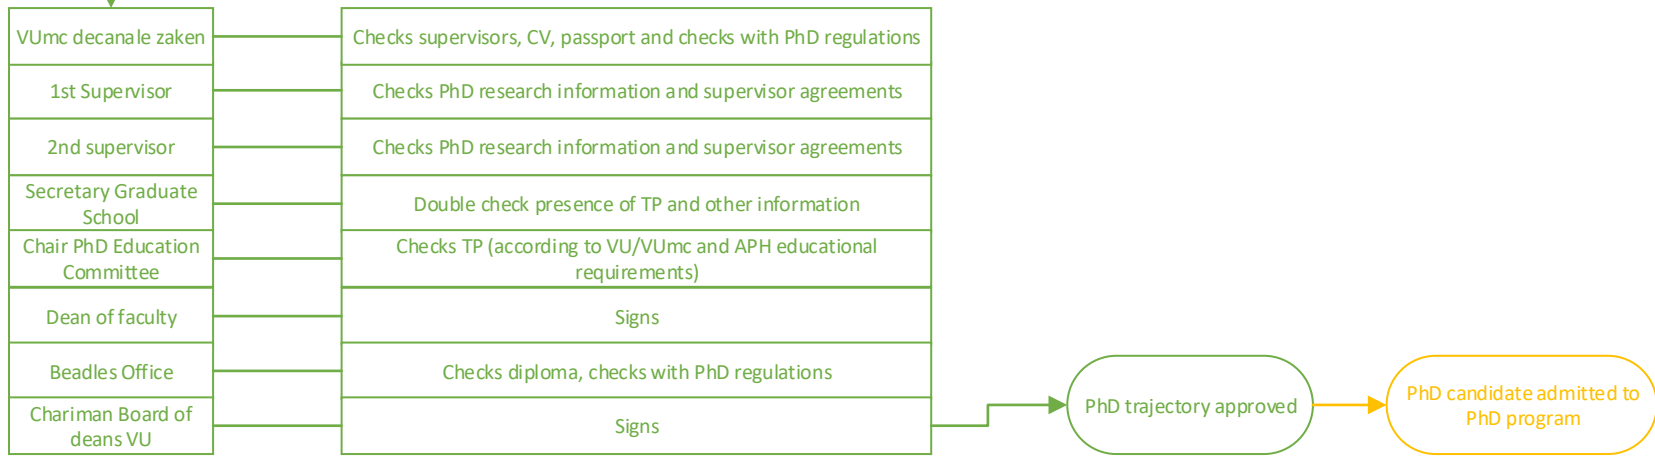 VUmc decanale zaken
Checks supervisors, CV, passport and checks with PhD regulations
1st Supervisor
Checks PhD research information and supervisor agreements
2nd supervisor
Checks PhD research information and supervisor agreements
Secretary Graduate
School
Double check presence of TP and other information
Chair PhD Education
Committee
Checks TP (according to VU/VUmc and APH educational
requirements)
Dean of faculty
Signs
Beadles Office
Checks diploma, checks with PhD regulations
Chariman Board of
deans VU
Signs
PhD trajectory approved
PhD candidate admitted to
PhD program